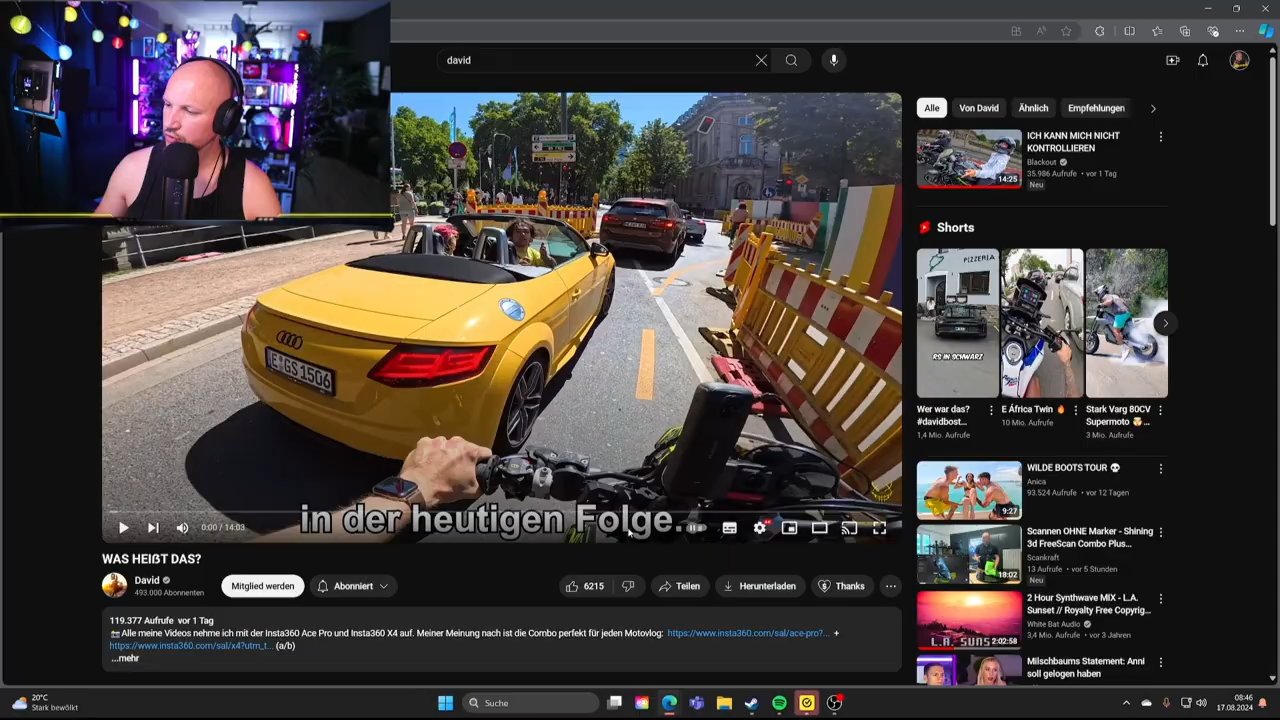 david
Alle
Von David
Ähnlich
Empfehlungen
ICH KANN MICH NICHT
KONTROLLIEREN
Blackout
35.986 Aufrufe • vor 1 Tag
Neu
14:25
Shorts
PIZZERIA
RS IN SCHWARZ
Wer war das?
#davidbost...
1,4 Mio. Aufrufe
E África Twin 🔥
10 Mio. Aufrufe
Stark Varg 80CV
Supermoto 🤯...
3 Mio. Aufrufe
E GS 1506
in der heutigen Folge.
0:00 / 14:03
WAS HEIẞT DAS?
David
493.000 Abonnenten
Mitglied werden
Abonniert
6215
Teilen
Herunterladen
Thanks
119.377 Aufrufe vor 1 Tag
📷Alle meine Videos nehme ich mit der Insta360 Ace Pro und Insta360 X4 auf. Meiner Meinung nach ist die Combo perfekt für jeden Motovlog: https://www.insta360.com/sal/ace-pro?... +
https://www.insta360.com/sal/x4?utm_t... (a/b)
...mehr
WILDE BOOTS TOUR 💀
Anica
93.524 Aufrufe • vor 12 Tagen
9:27
Scannen OHNE Marker - Shining
3d FreeScan Combo Plus...
Scankraft
13 Aufrufe • vor 5 Stunden
Neu
18:02
2 Hour Synthwave MIX - L.A.
Sunset // Royalty Free Copyrig...
White Bat Audio
3,4 Mio. Aufrufe • vor 3 Jahren
L.A. SUNS
2:02:58
Milschbaums Statement: Anni
soll gelogen haben
20°C
Stark bewölkt
Suche
08:46
17.08.2024